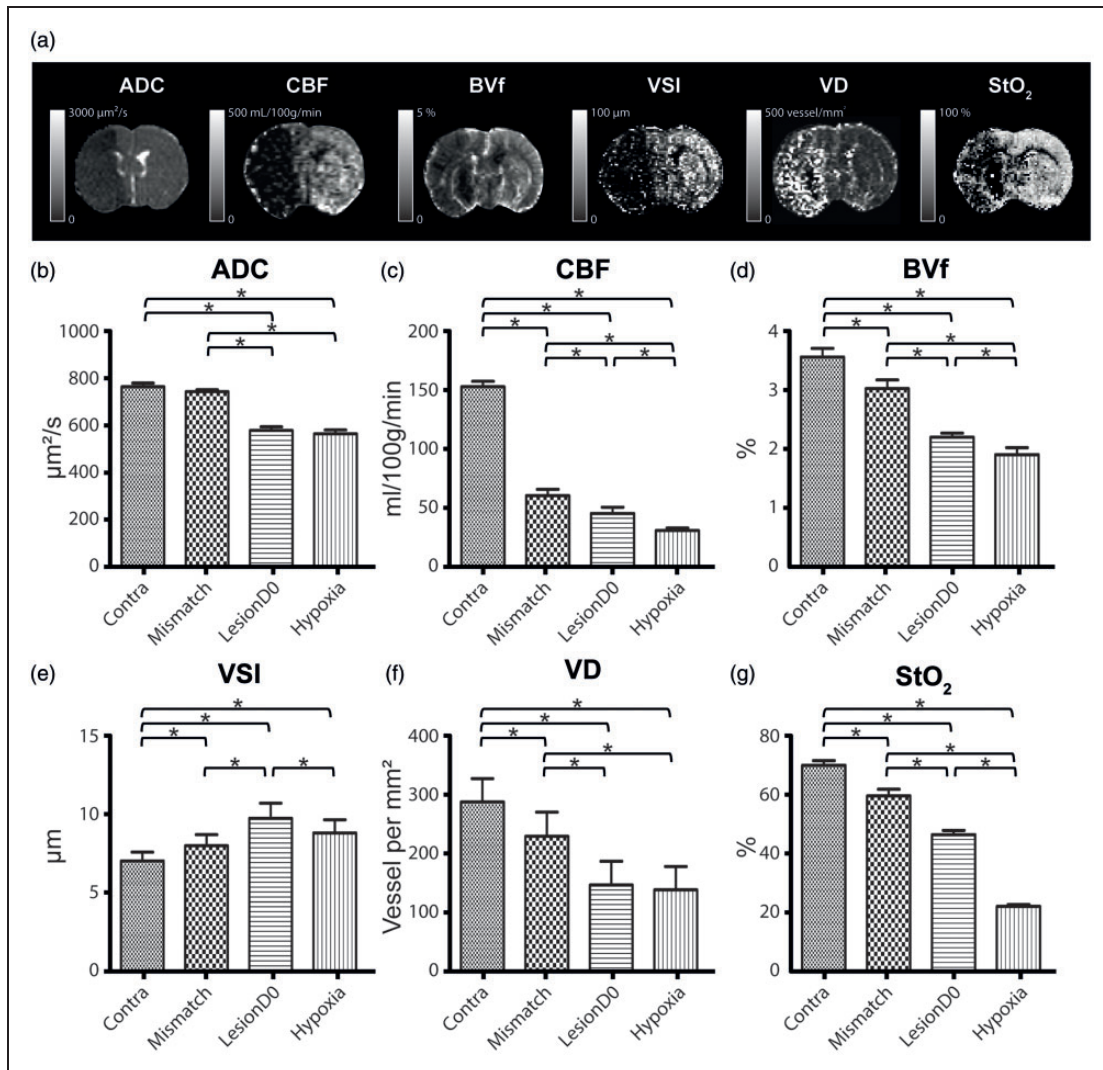 (a)
ADC CBF BVf VSI VD StO₂
3000 µm²/s 500 mL/100g/min 5 % 100 µm 500 vessel/mm² 100 %
0 0 0 0 0 0
(b) ADC
* * * *
1000
800
600
400
200
0
µm²/s
Contra Mismatch LesionD0 Hypoxia
(c) CBF
* * * * * *
200
150
100
50
0
ml/100g/min
Contra Mismatch LesionD0 Hypoxia
(d) BVf
* * * * * *
4
3
2
1
0
%
Contra Mismatch LesionD0 Hypoxia
(e) VSI
* * * * *
15
10
5
0
µm
Contra Mismatch LesionD0 Hypoxia
(f) VD
* * * * *
400
300
200
100
0
Vessel per mm²
Contra Mismatch LesionD0 Hypoxia
(g) StO₂
* * * * * *
80
60
40
20
0
%
Contra Mismatch LesionD0 Hypoxia